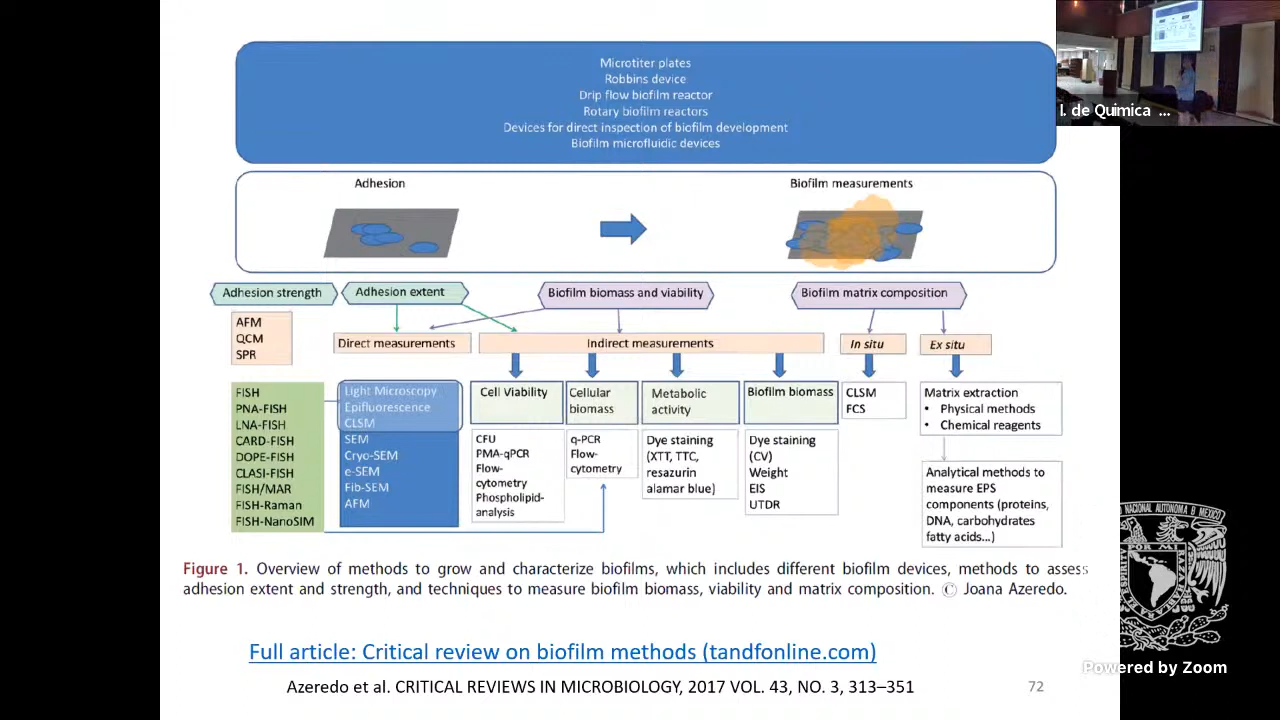 Microtiter plates
Robbins device
Drip flow biofilm reactor
Rotary biofilm reactors
Devices for direct inspection of biofilm development
Biofilm microfluidic devices
I. de Quimica ...
Adhesion
Biofilm measurements
Adhesion strength
Adhesion extent
Biofilm biomass and viability
Biofilm matrix composition
AFM
QCM
SPR
Direct measurements
Indirect measurements
In situ
Ex situ
FISH
PNA-FISH
LNA-FISH
CARD-FISH
DOPE-FISH
CLASI-FISH
FISH/MAR
FISH-Raman
FISH-NanoSIM
Light Microscopy
Epifluorescence
CLSM
SEM
Cryo-SEM
e-SEM
Fib-SEM
AFM
Cell Viability
CFU
PMA-qPCR
Flow-
cytometry
Phospholipid-
analysis
Cellular
biomass
q-PCR
Flow-
cytometry
Metabolic
activity
Dye staining
(XTT, TTC,
resazurin
alamar blue)
Biofilm biomass
Dye staining
(CV)
Weight
EIS
UTDR
CLSM
FCS
Matrix extraction
• Physical methods
• Chemical reagents
Analytical methods to
measure EPS
components (proteins,
DNA, carbohydrates
fatty acids...)
Figure 1. Overview of methods to grow and characterize biofilms, which includes different biofilm devices, methods to assess
adhesion extent and strength, and techniques to measure biofilm biomass, viability and matrix composition. © Joana Azeredo.
Full article: Critical review on biofilm methods (tandfonline.com)
Azeredo et al. CRITICAL REVIEWS IN MICROBIOLOGY, 2017 VOL. 43, NO. 3, 313–351
72
Powered by Zoom